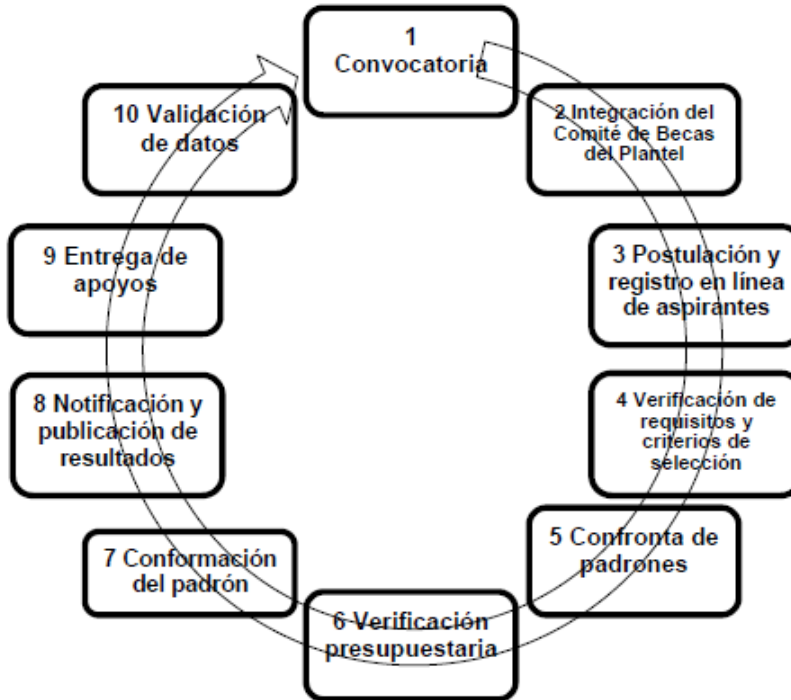 1
Convocatoria
2 Integración del
Comité de Becas
del Plantel
3 Postulación y
registro en línea
de aspirantes
4 Verificación de
requisitos y
criterios de
selección
5 Confronta de
padrones
6 Verificación
presupuestaria
7 Conformación
del padrón
8 Notificación y
publicación de
resultados
9 Entrega de
apoyos
10 Validación
de datos